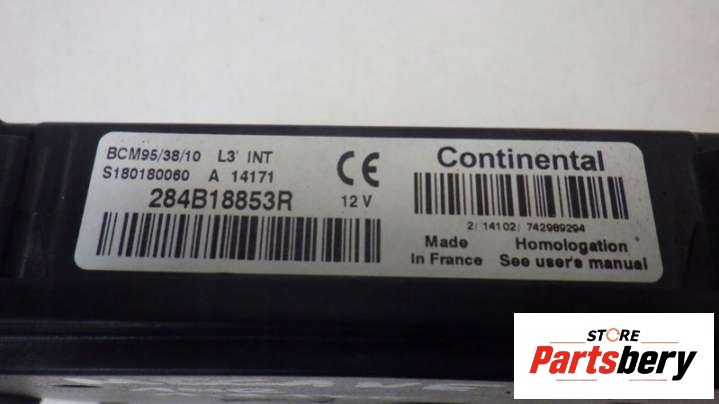 BCM95/38/10 L3' INT
S180180060 A 14171
284B18853R
CE
12 V
Continental
2/ 14102/ 742989294
Made in France
Homologation
See user's manual
STORE
Partsbery